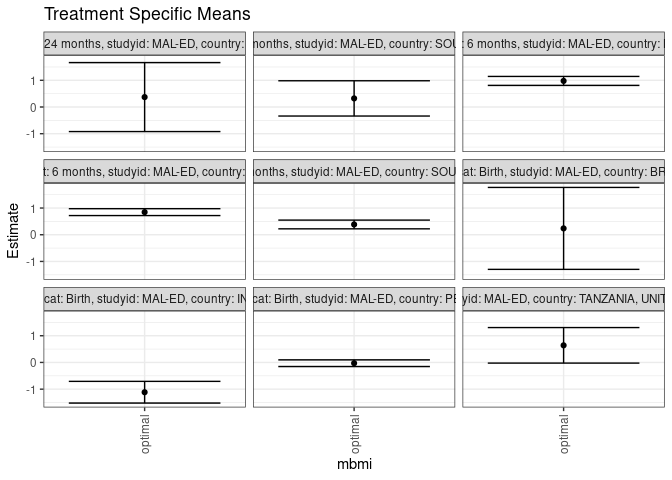 Treatment Specific Means
24 months, studyid: MAL-ED, country:
months, studyid: MAL-ED, country: SOU
: 6 months, studyid: MAL-ED, country:
1
0
-1
t: 6 months, studyid: MAL-ED, country:
months, studyid: MAL-ED, country: SOU
cat: Birth, studyid: MAL-ED, country: BR
1
0
-1
cat: Birth, studyid: MAL-ED, country: IN
cat: Birth, studyid: MAL-ED, country: PE
yid: MAL-ED, country: TANZANIA, UNIT
1
0
-1
Estimate
optimal
optimal
optimal
mbmi